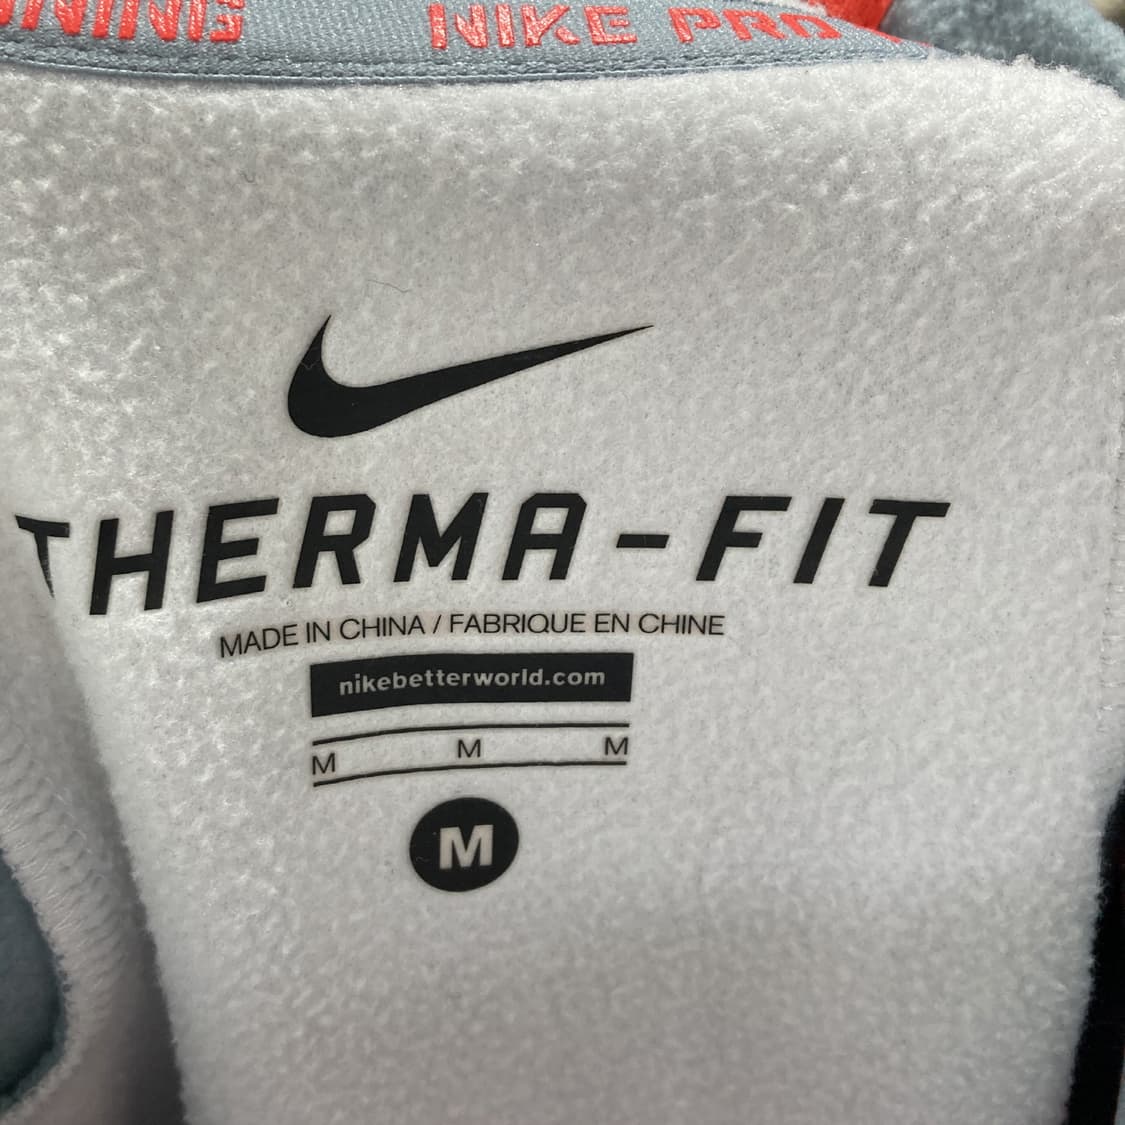 NIKE PRO
THERMA-FIT
MADE IN CHINA / FABRIQUE EN CHINE
nikebetterworld.com
M M M
M